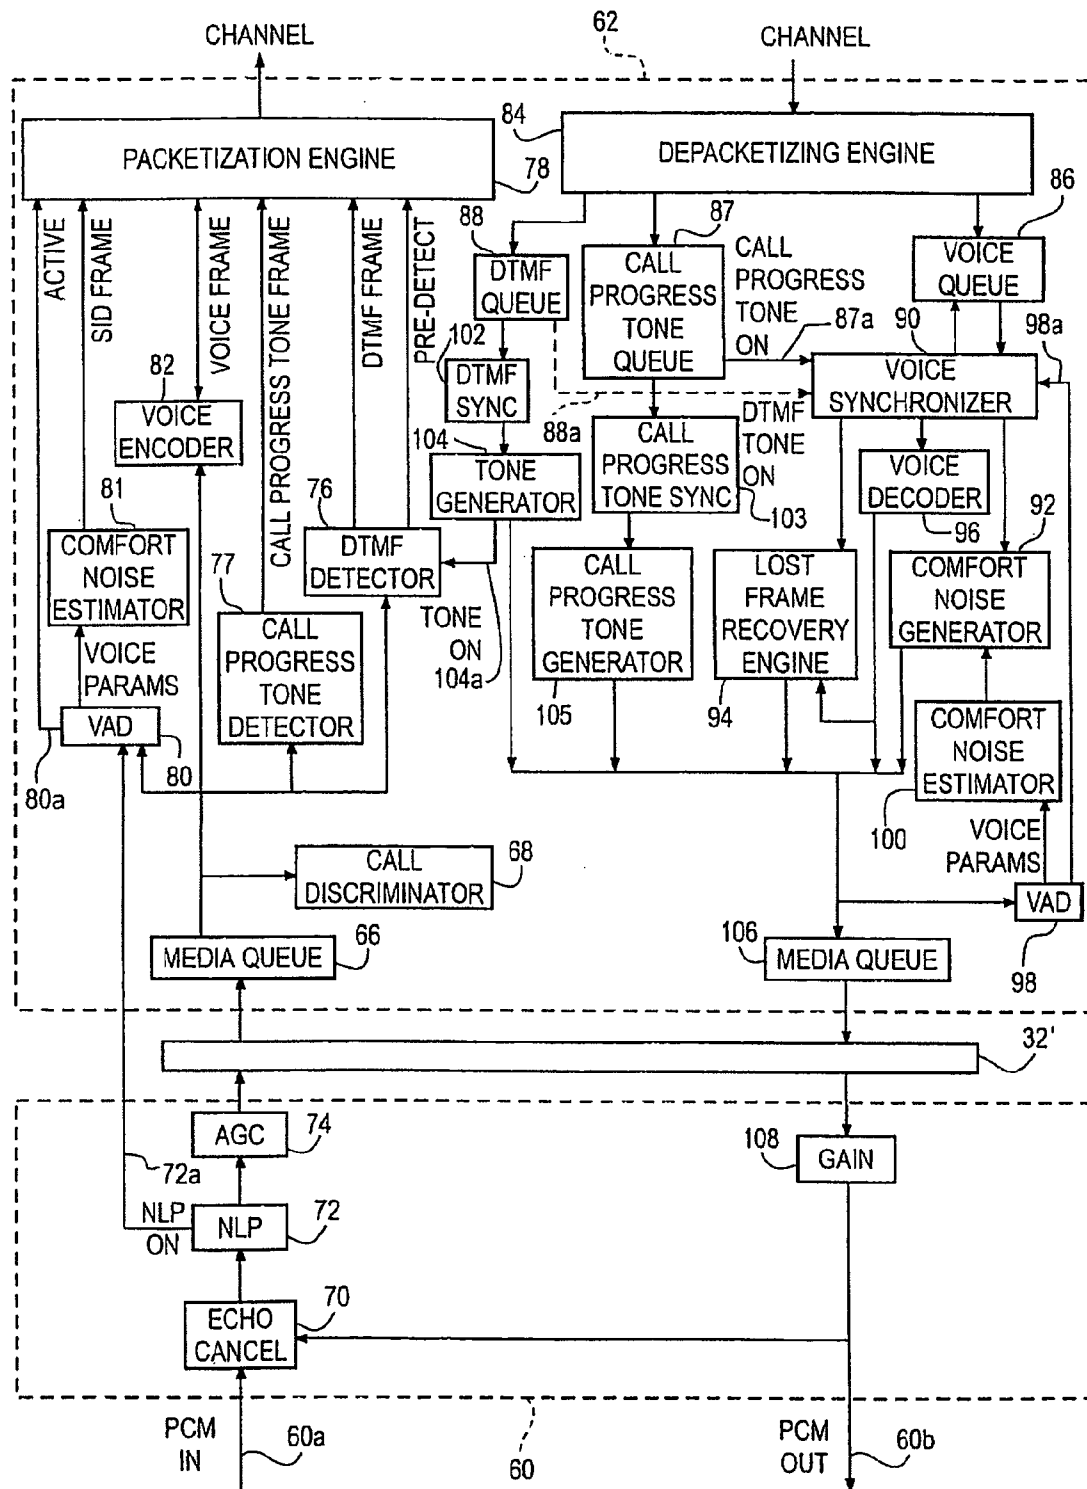 CHANNEL
62
CHANNEL
PACKETIZATION ENGINE
78
84
DEPACKETIZING ENGINE
ACTIVE
SID FRAME
VOICE FRAME
CALL PROGRESS TONE FRAME
DTMF FRAME
PRE-DETECT
88
DTMF
QUEUE
87
CALL
PROGRESS
TONE
QUEUE
CALL
PROGRESS
TONE
ON
87a
86
VOICE
QUEUE
90
98a
VOICE
SYNCHRONIZER
102
DTMF
SYNC
88a
DTMF
TONE
ON
82
VOICE
ENCODER
104
TONE
GENERATOR
CALL
PROGRESS
TONE SYNC
103
VOICE
DECODER
96
92
81
COMFORT
NOISE
ESTIMATOR
77
CALL
PROGRESS
TONE
DETECTOR
76
DTMF
DETECTOR
TONE
ON
104a
CALL
PROGRESS
TONE
GENERATOR
105
LOST
FRAME
RECOVERY
ENGINE
94
COMFORT
NOISE
GENERATOR
VOICE
PARAMS
VAD
80
80a
COMFORT
NOISE
ESTIMATOR
100
VOICE
PARAMS
VAD
98
CALL
DISCRIMINATOR
68
MEDIA QUEUE
66
106
MEDIA QUEUE
32'
AGC
74
108
GAIN
72a
NLP
ON
NLP
72
ECHO
CANCEL
70
PCM
IN
60a
60
PCM
OUT
60b